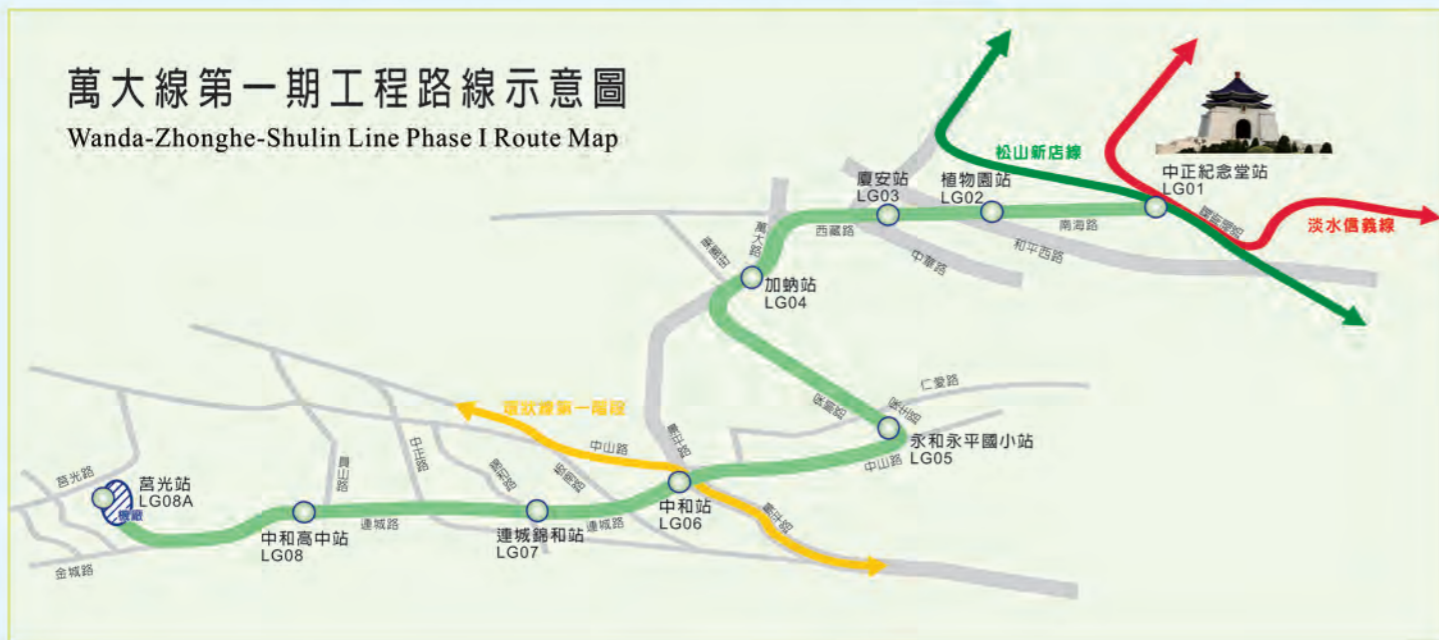 萬大線第一期工程路線示意圖
Wanda-Zhonghe-Shulin Line Phase I Route Map
松山新店線
中正紀念堂站
LG01
廈安站
LG03
植物園站
LG02
淡水信義線
萬大路
西藏路
南海路
中華路
和平西路
加蚋站
LG04
仁愛路
環狀線第一階段
永和永平國小站
LG05
中山路
中山路
莒光路
莒光站
LG08A
機廠
員山路
中和站
LG06
中和高中站
LG08
連城路
連城錦和站
LG07
連城路
金城路